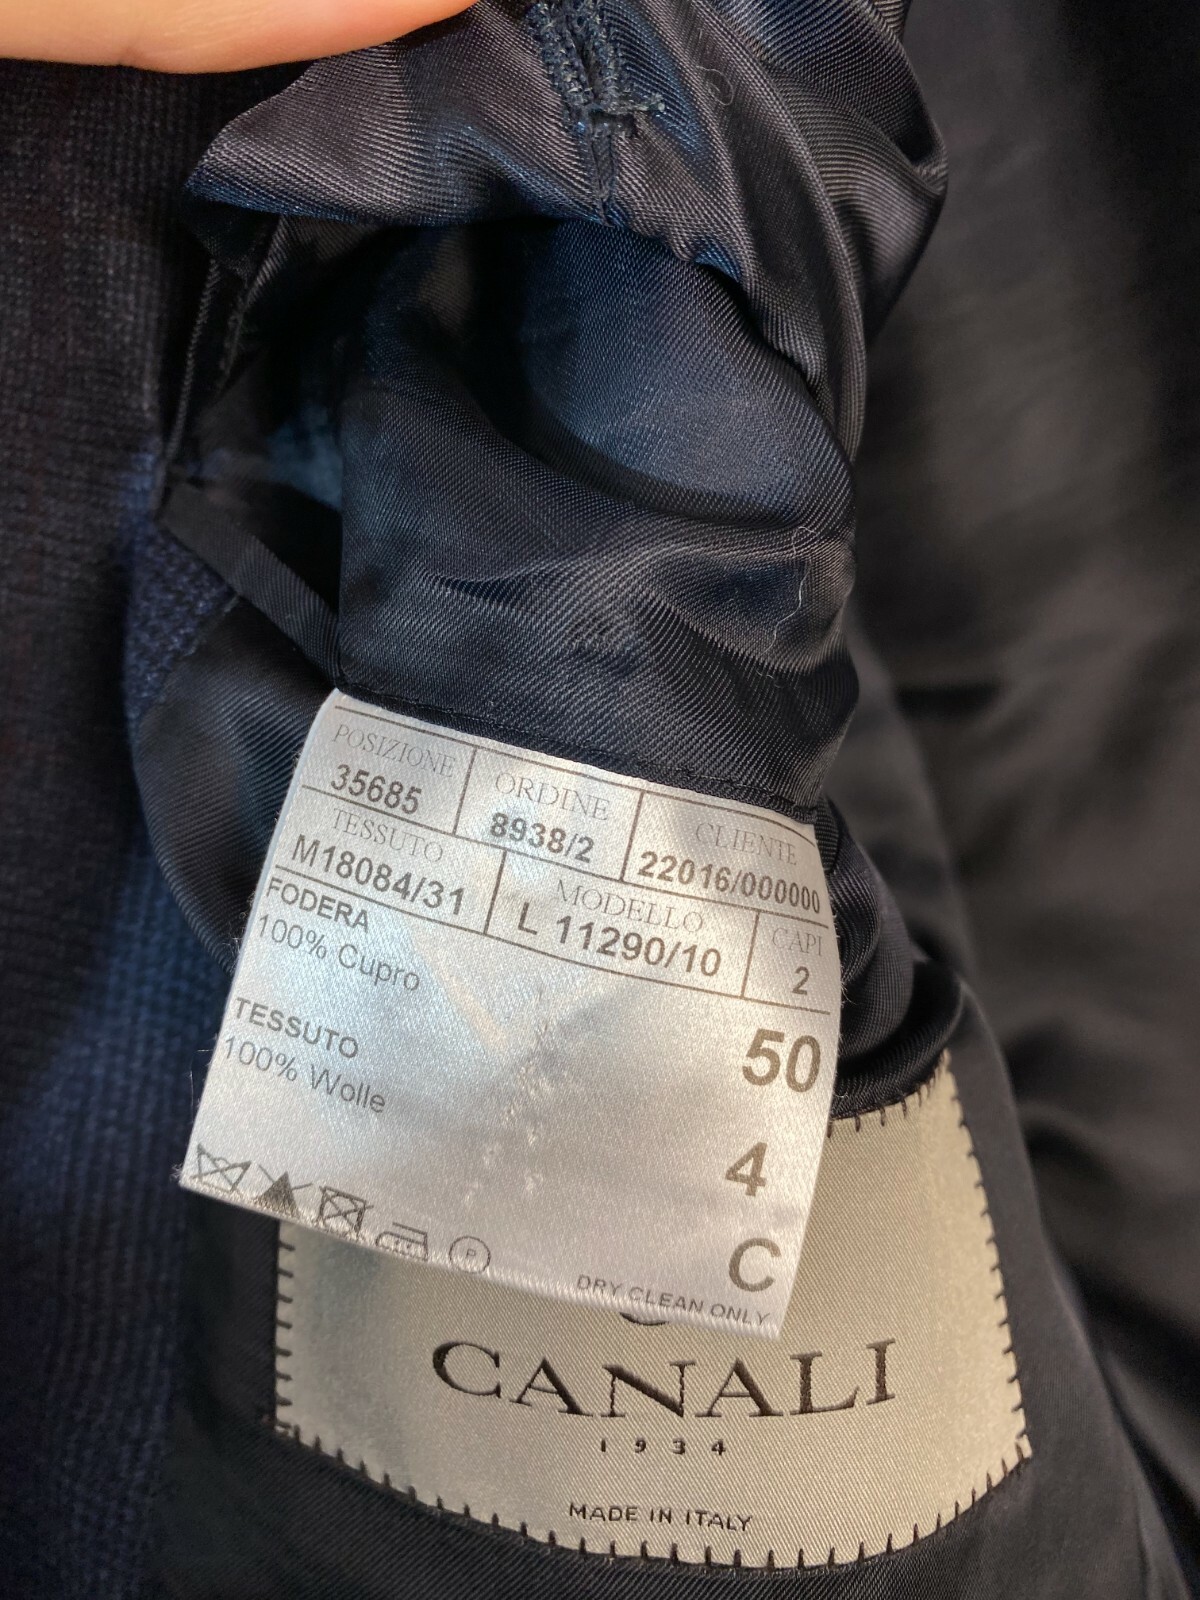 POSIZIONE ORDINE CLIENTE
35685 8938/2 22016/000000
TESSUTO MODELLO CAPI
M18084/31 L 11290/10 2
FODERA
100% Cupro
TESSUTO
100% Wolle
50
4
C
P
DRY CLEAN ONLY
CANALI
1934
MADE IN ITALY